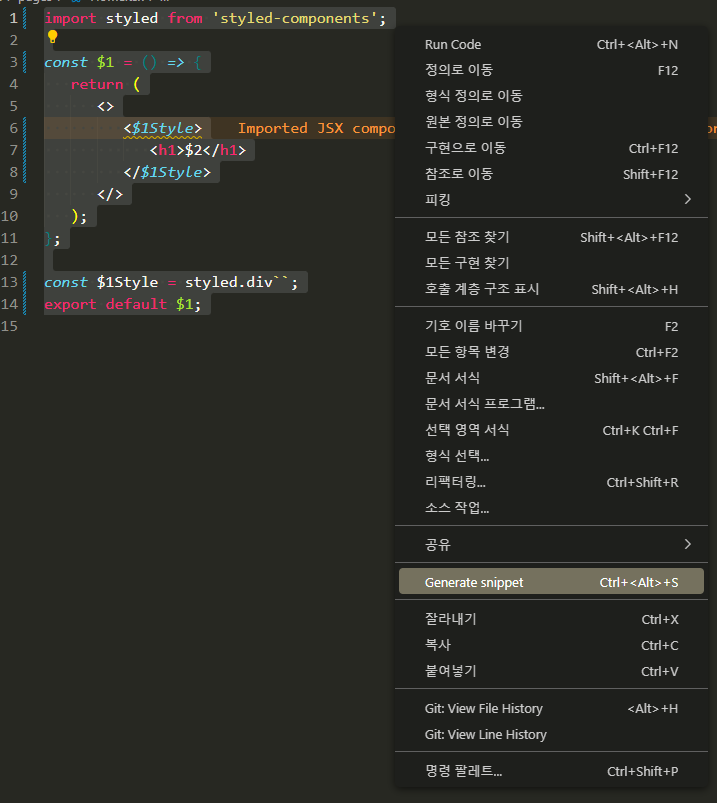 1 import styled from 'styled-components';
2
3 const $1 = () => {
4 return (
5 <>
6 <$1Style> Imported JSX compo
7 <h1>$2</h1>
8 </$1Style>
9 </>
10 );
11 };
12
13 const $1Style = styled.div``;
14 export default $1;
15
Run Code Ctrl+<Alt>+N
정의로 이동 F12
형식 정의로 이동
원본 정의로 이동
구현으로 이동 Ctrl+F12
참조로 이동 Shift+F12
피킹
모든 참조 찾기 Shift+<Alt>+F12
모든 구현 찾기
호출 계층 구조 표시 Shift+<Alt>+H
기호 이름 바꾸기 F2
모든 항목 변경 Ctrl+F2
문서 서식 Shift+<Alt>+F
문서 서식 프로그램...
선택 영역 서식 Ctrl+K Ctrl+F
형식 선택...
리팩터링... Ctrl+Shift+R
소스 작업...
공유
Generate snippet Ctrl+<Alt>+S
잘라내기 Ctrl+X
복사 Ctrl+C
붙여넣기 Ctrl+V
Git: View File History <Alt>+H
Git: View Line History
명령 팔레트... Ctrl+Shift+P